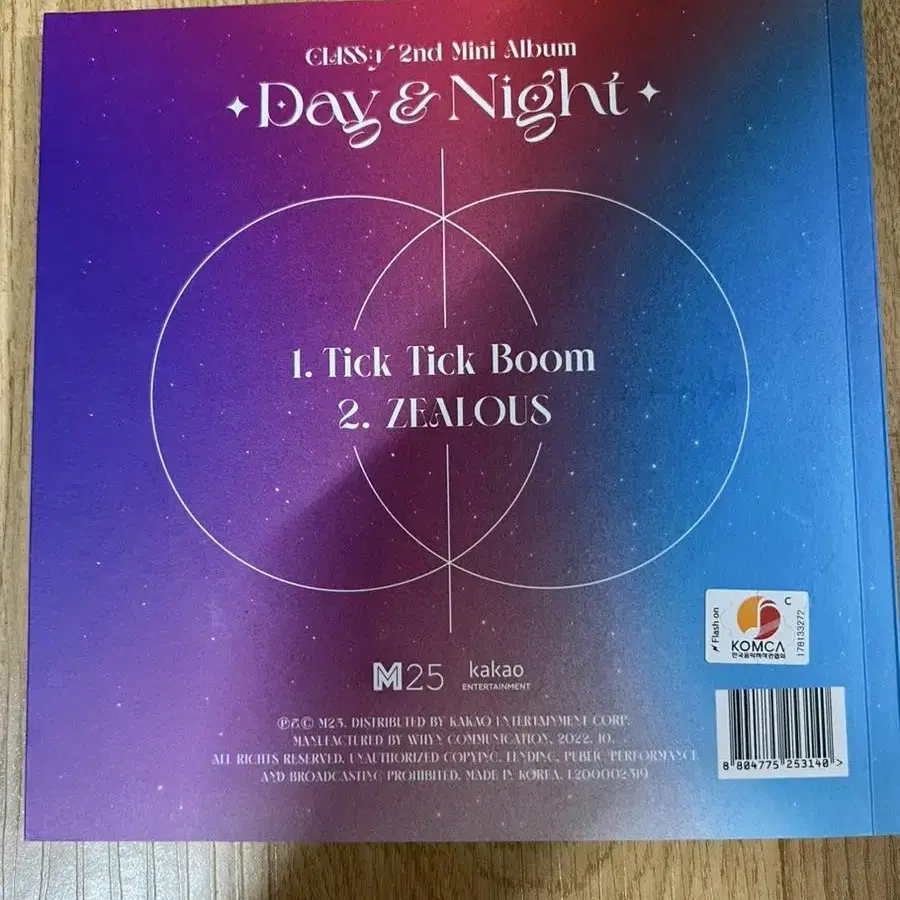 CLASS:y 2nd Mini Album
Day & Night
1. Tick Tick Boom
2. ZEALOUS
M25 kakao
ENTERTAINMENT
Flash on
C
KOMCA
한국음악저작권협회
178133272
Ⓟ&Ⓒ M25. DISTRIBUTED BY KAKAO ENTERTAINMENT CORP.
MANUFACTURED BY WHYN COMMUNICATION, 2022. 10.
ALL RIGHTS RESERVED. UNAUTHORIZED COPYING, LENDING, PUBLIC PERFORMANCE
AND BROADCASTING PROHIBITED. MADE IN KOREA. L200002519
8 804775 253140 >